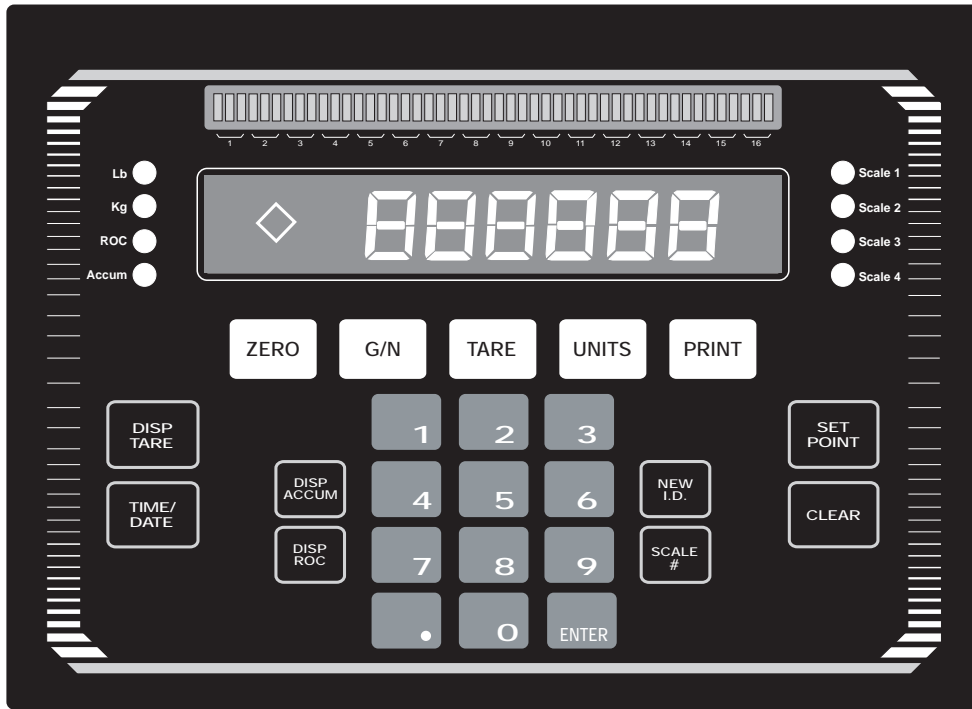 1 2 3 4 5 6 7 8 9 10 11 12 13 14 15 16
Lb
Kg
ROC
Accum
888888
Scale 1
Scale 2
Scale 3
Scale 4
ZERO G/N TARE UNITS PRINT
DISP
TARE
TIME/
DATE
DISP
ACCUM
DISP
ROC
1 2 3
4 5 6
7 8 9
. 0 ENTER
NEW
I.D.
SCALE
#
SET
POINT
CLEAR